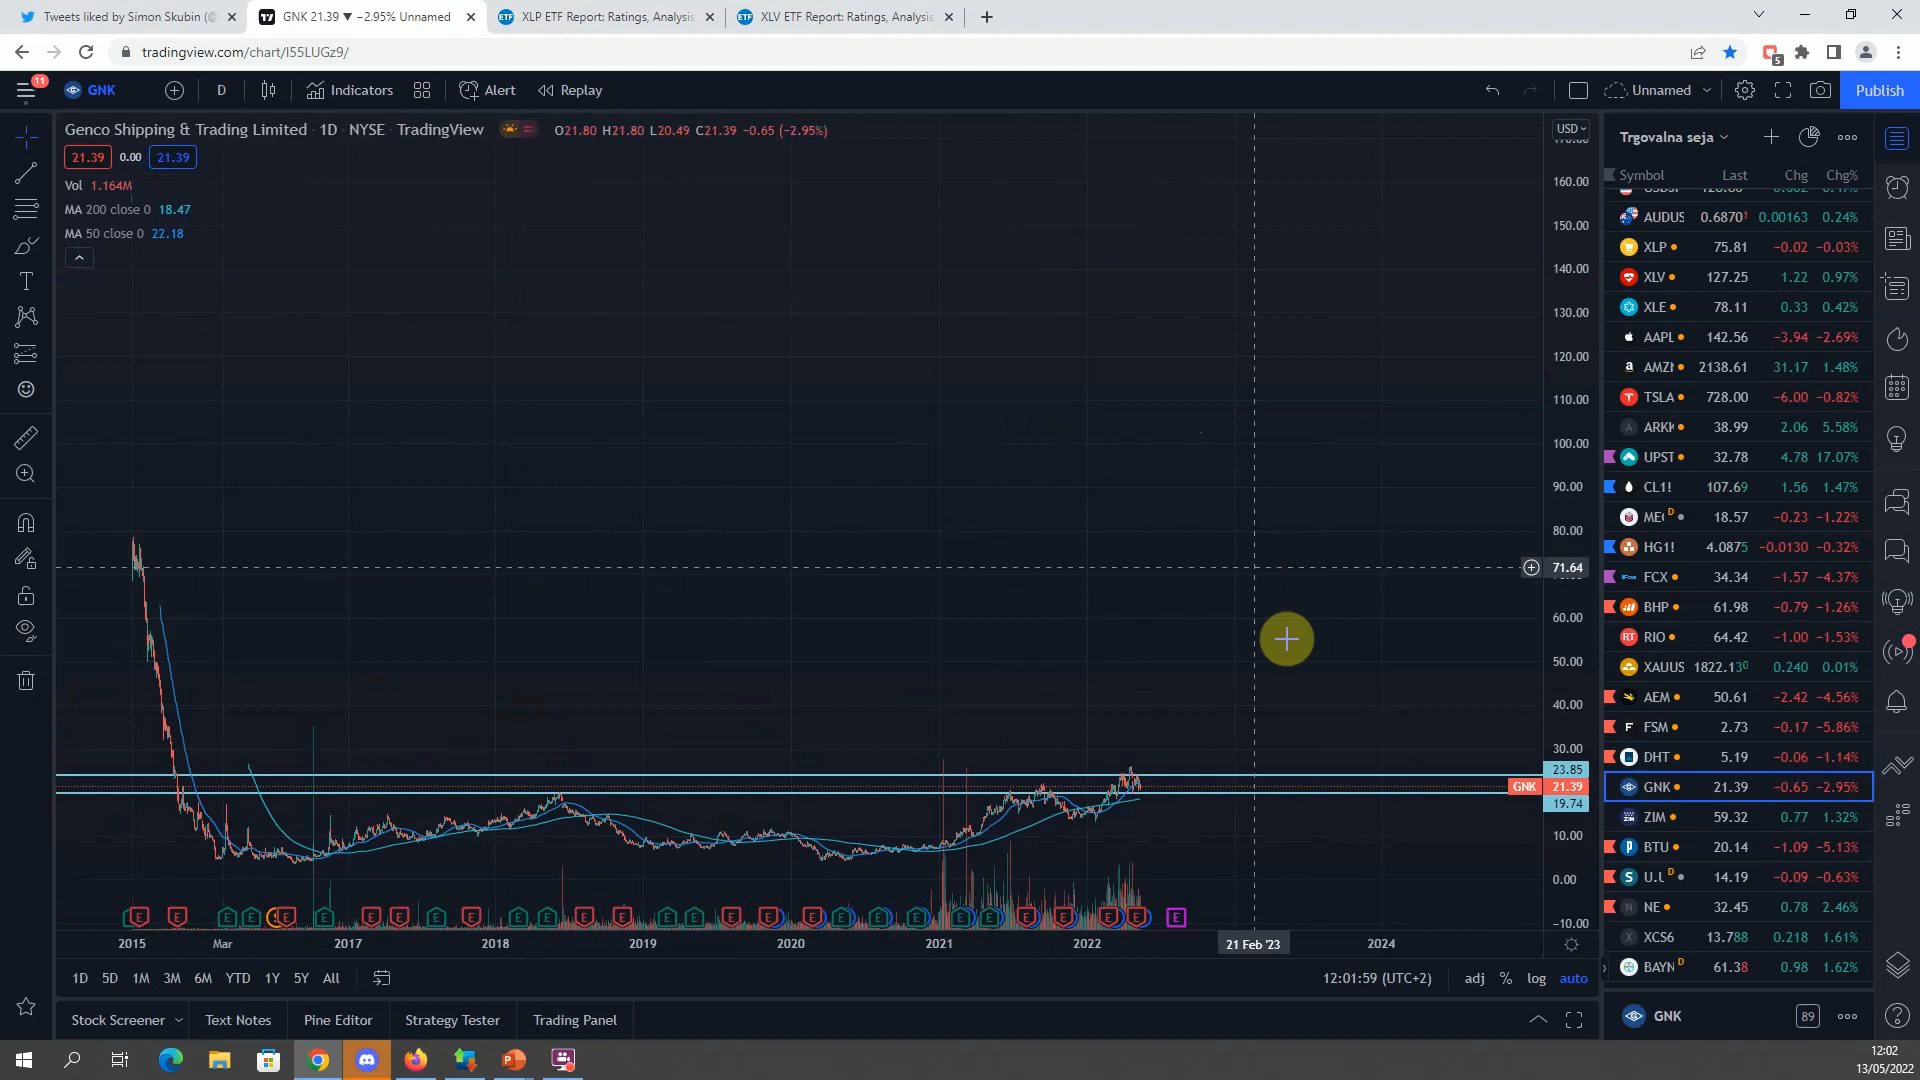 Tweets liked by Simon Skubin (@
GNK 21.39 ▼ −2.95% Unnamed
XLP ETF Report: Ratings, Analysis
XLV ETF Report: Ratings, Analysis
tradingview.com/chart/I55LUGz9/
5
11
GNK
D
Indicators
Alert
Replay
Unnamed
Publish
Genco Shipping & Trading Limited · 1D · NYSE · TradingView
O21.80 H21.80 L20.49 C21.39 −0.65 (−2.95%)
21.39 0.00 21.39
Vol 1.164M
MA 200 close 0 18.47
MA 50 close 0 22.18
USD
160.00
150.00
140.00
130.00
120.00
110.00
100.00
90.00
80.00
71.64
60.00
50.00
40.00
30.00
23.85
GNK 21.39
19.74
10.00
0.00
−10.00
2015 Mar 2017 2018 2019 2020 2021 2022 21 Feb '23 2024
1D 5D 1M 3M 6M YTD 1Y 5Y All
12:01:59 (UTC+2) adj % log auto
Stock Screener Text Notes Pine Editor Strategy Tester Trading Panel
Trgovalna seja
Symbol Last Chg Chg%
AUDUS 0.6870¹ 0.00163 0.24%
XLP 75.81 −0.02 −0.03%
XLV 127.25 1.22 0.97%
XLE 78.11 0.33 0.42%
AAPL 142.56 −3.94 −2.69%
AMZN 2138.61 31.17 1.48%
TSLA 728.00 −6.00 −0.82%
ARKK 38.99 2.06 5.58%
UPST 32.78 4.78 17.07%
CL1! 107.69 1.56 1.47%
D 18.57 −0.23 −1.22%
HG1! 4.0875 −0.0130 −0.32%
FCX 34.34 −1.57 −4.37%
BHP 61.98 −0.79 −1.26%
RIO 64.42 −1.00 −1.53%
XAUUS 1822.13⁰ 0.240 0.01%
AEM 50.61 −2.42 −4.56%
FSM 2.73 −0.17 −5.86%
DHT 5.19 −0.06 −1.14%
GNK 21.39 −0.65 −2.95%
ZIM 59.32 0.77 1.32%
BTU 20.14 −1.09 −5.13%
U.U D 14.19 −0.09 −0.63%
NE 32.45 0.78 2.46%
XCS6 13.788 0.218 1.61%
BAYN D 61.38 0.98 1.62%
GNK 89
12:02
13/05/2022